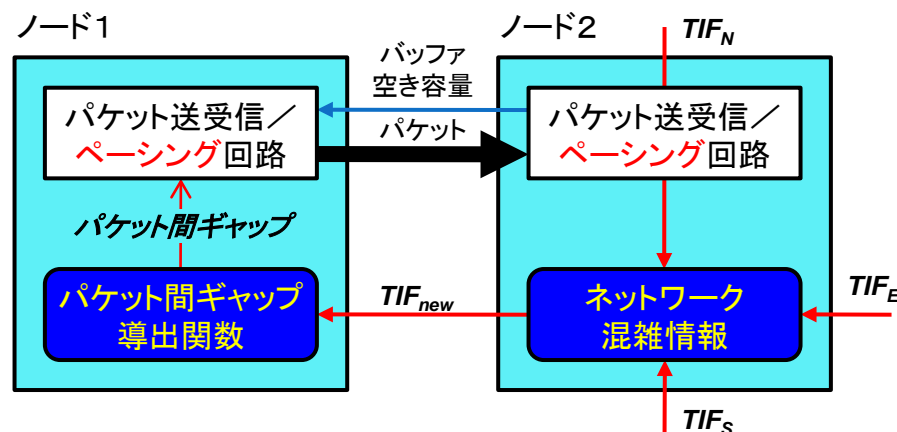 ノード1
ノード2
TIF_N
バッファ
空き容量
パケット送受信／
ペーシング回路
パケット
パケット送受信／
ペーシング回路
パケット間ギャップ
パケット間ギャップ
導出関数
TIF_new
ネットワーク
混雑情報
TIF_E
TIF_S